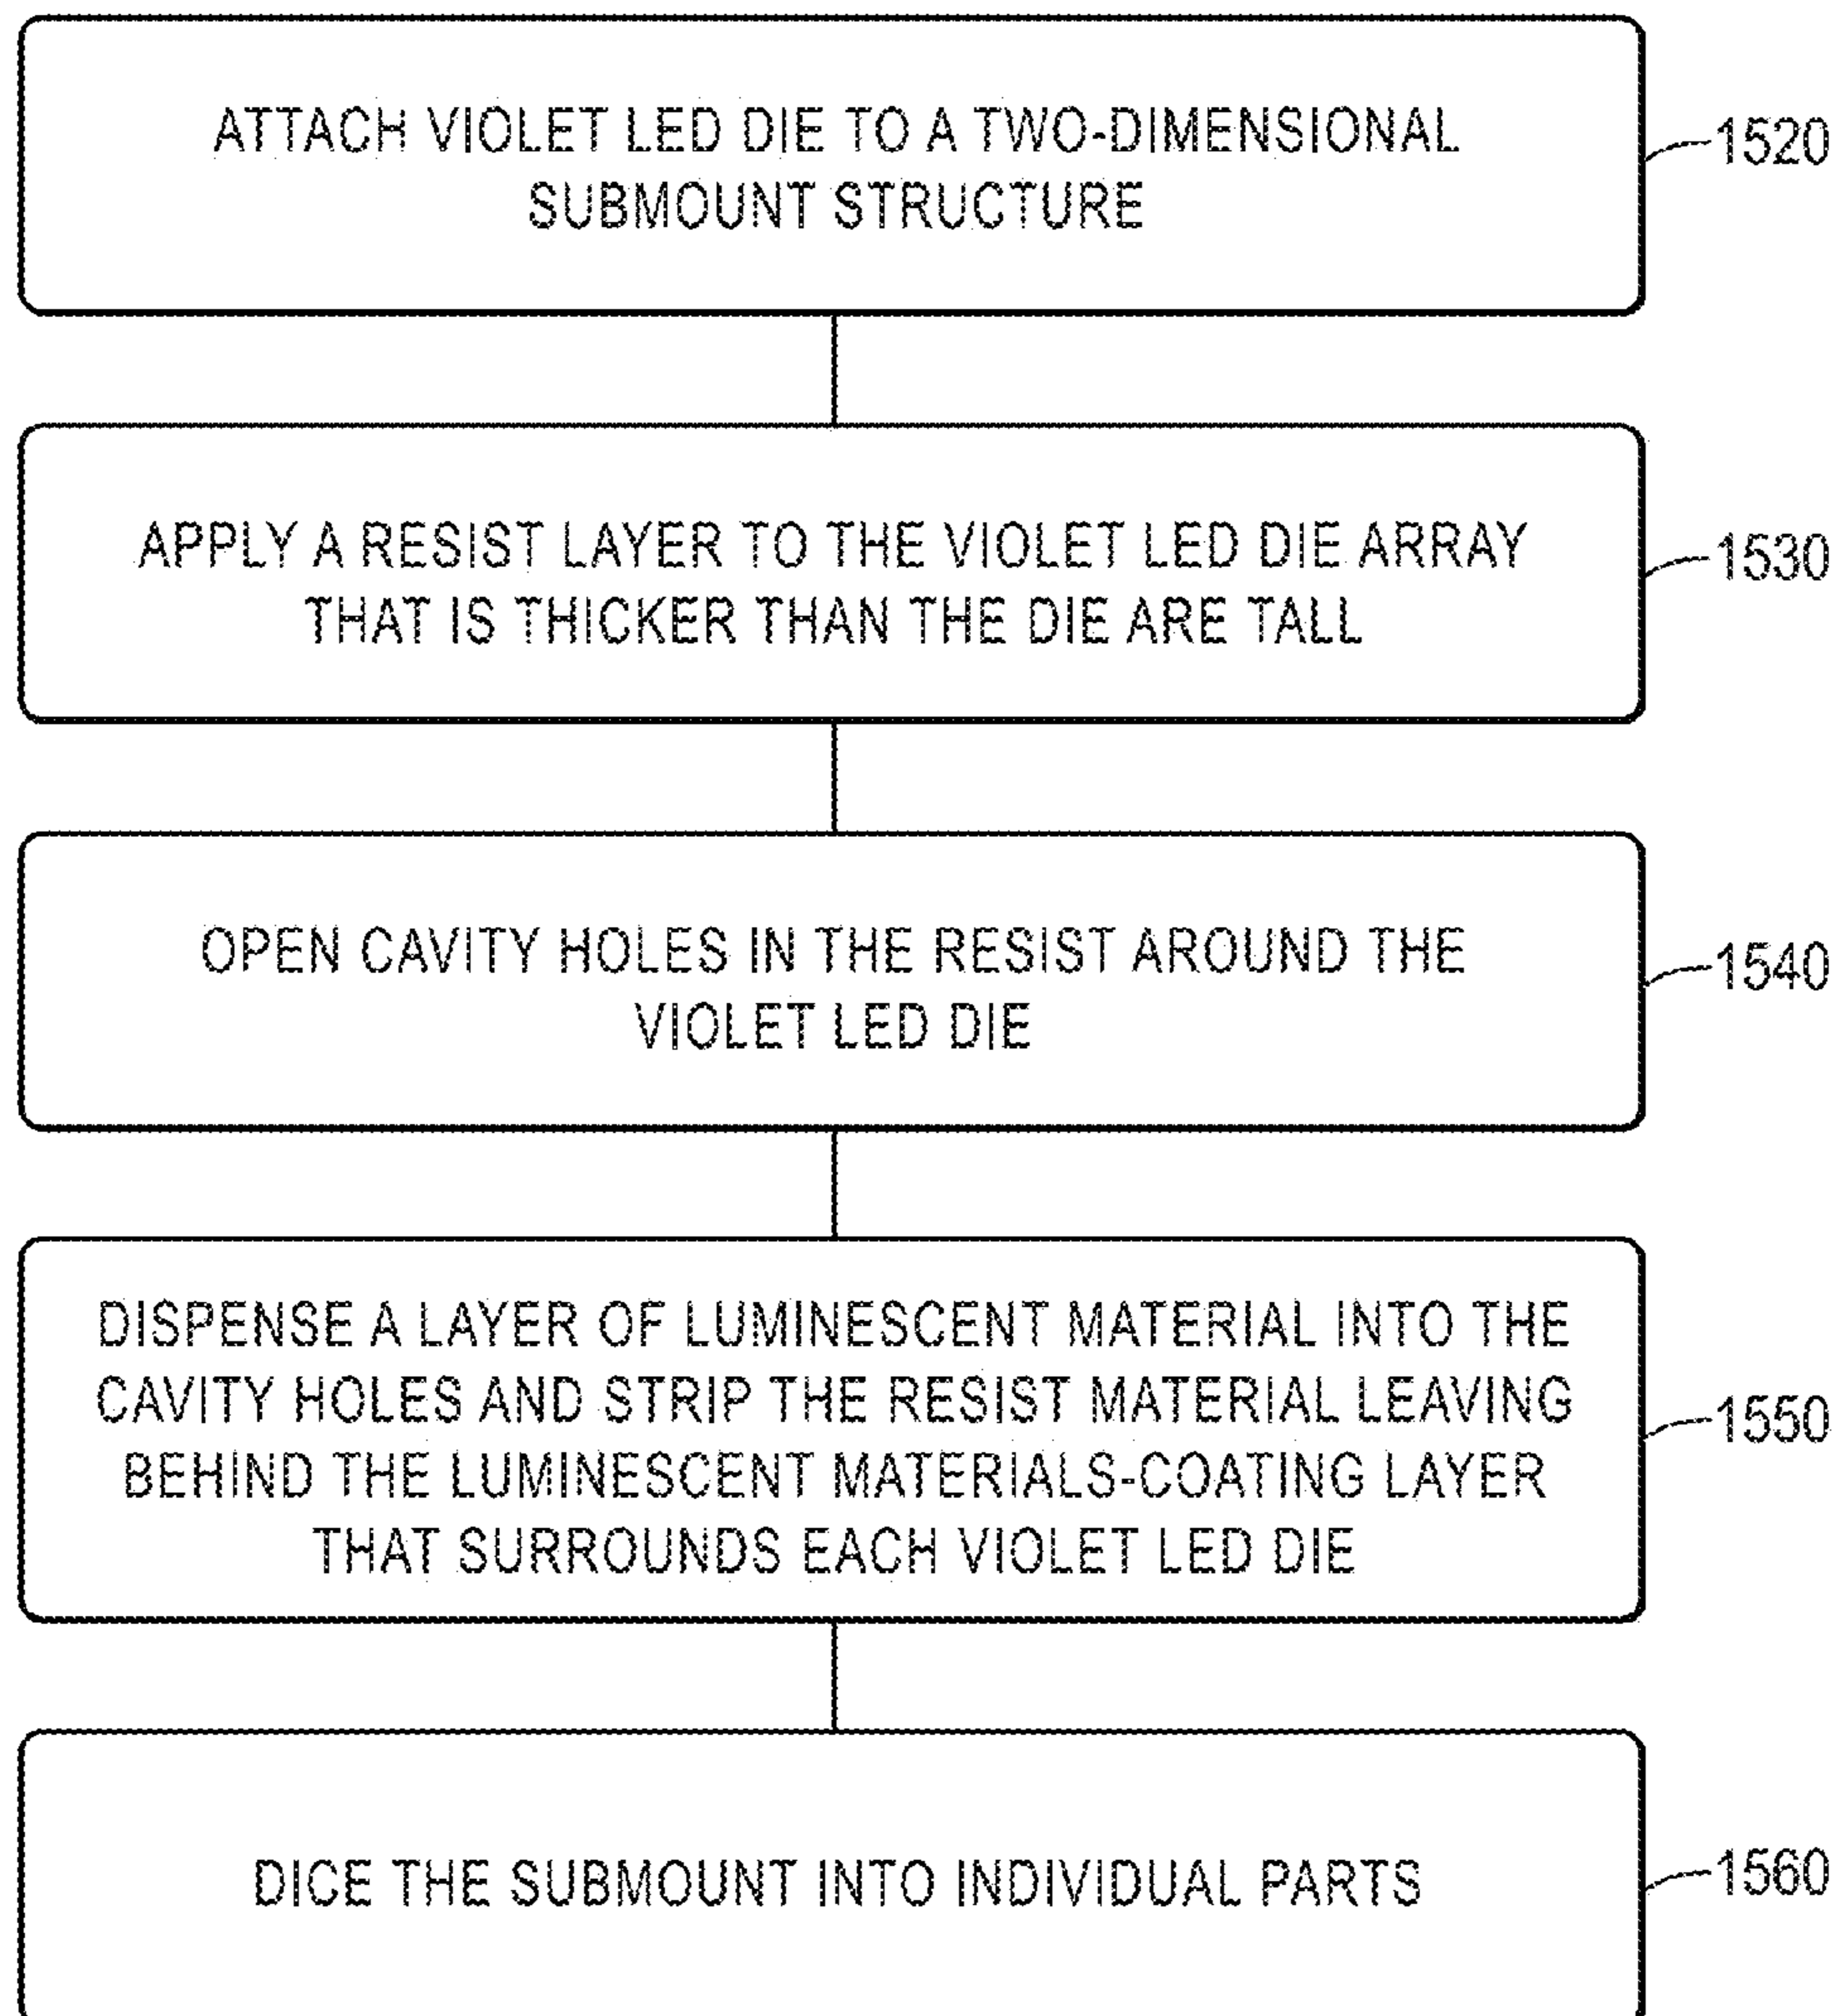 ATTACH VIOLET LED DIE TO A TWO-DIMENSIONAL
SUBMOUNT STRUCTURE
1520
APPLY A RESIST LAYER TO THE VIOLET LED DIE ARRAY
THAT IS THICKER THAN THE DIE ARE TALL
1530
OPEN CAVITY HOLES IN THE RESIST AROUND THE
VIOLET LED DIE
1540
DISPENSE A LAYER OF LUMINESCENT MATERIAL INTO THE
CAVITY HOLES AND STRIP THE RESIST MATERIAL LEAVING
BEHIND THE LUMINESCENT MATERIALS-COATING LAYER
THAT SURROUNDS EACH VIOLET LED DIE
1550
DICE THE SUBMOUNT INTO INDIVIDUAL PARTS
1560